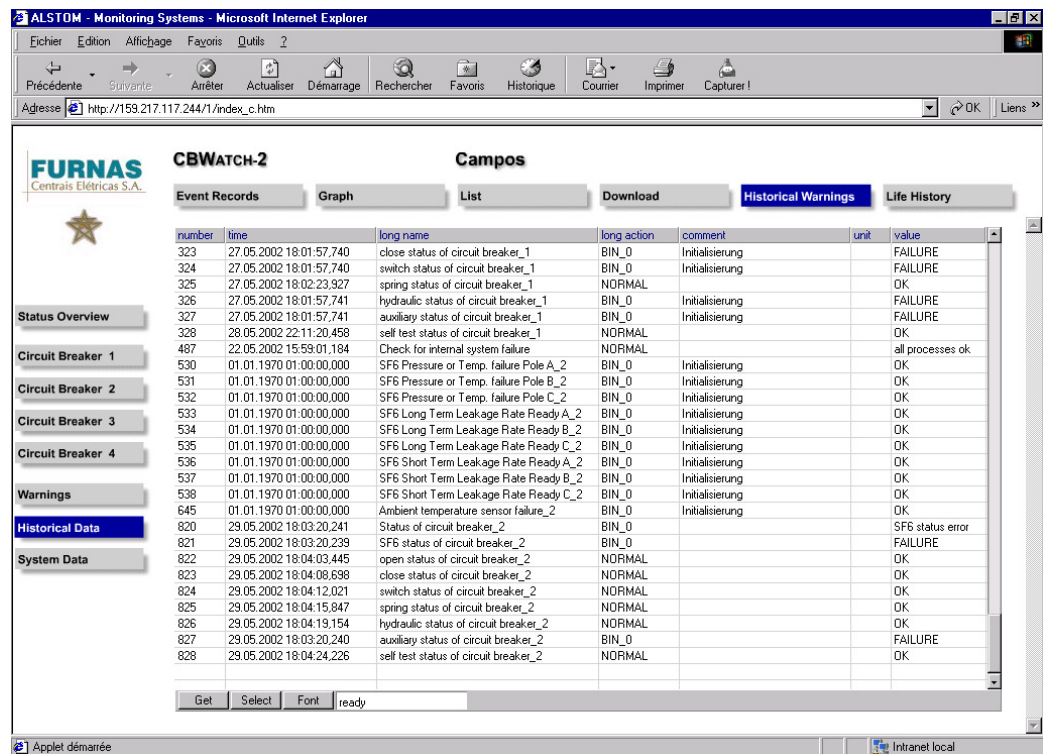 ALSTOM - Monitoring Systems - Microsoft Internet Explorer
Fichier Edition Affichage Favoris Outils ?
Précédente Suivante Arrêter Actualiser Démarrage Rechercher Favoris Historique Courrier Imprimer Capturer !
Adresse http://159.217.117.244/1/index_c.htm OK Liens »
FURNAS
Centrais Elétricas S.A.
CBWATCH-2 Campos
Event Records Graph List Download Historical Warnings Life History
Status Overview
Circuit Breaker 1
Circuit Breaker 2
Circuit Breaker 3
Circuit Breaker 4
Warnings
Historical Data
System Data
number time long name long action comment unit value
323 27.05.2002 18:01:57,740 close status of circuit breaker_1 BIN_0 Initialisierung FAILURE
324 27.05.2002 18:01:57,740 switch status of circuit breaker_1 BIN_0 Initialisierung FAILURE
325 27.05.2002 18:02:23,927 spring status of circuit breaker_1 NORMAL OK
326 27.05.2002 18:01:57,741 hydraulic status of circuit breaker_1 BIN_0 Initialisierung FAILURE
327 27.05.2002 18:01:57,741 auxiliary status of circuit breaker_1 BIN_0 Initialisierung FAILURE
328 28.05.2002 22:11:20,458 self test status of circuit breaker_1 NORMAL OK
487 22.05.2002 15:59:01,184 Check for internal system failure NORMAL all processes ok
530 01.01.1970 01:00:00,000 SF6 Pressure or Temp. failure Pole A_2 BIN_0 Initialisierung OK
531 01.01.1970 01:00:00,000 SF6 Pressure or Temp. failure Pole B_2 BIN_0 Initialisierung OK
532 01.01.1970 01:00:00,000 SF6 Pressure or Temp. failure Pole C_2 BIN_0 Initialisierung OK
533 01.01.1970 01:00:00,000 SF6 Long Term Leakage Rate Ready A_2 BIN_0 Initialisierung OK
534 01.01.1970 01:00:00,000 SF6 Long Term Leakage Rate Ready B_2 BIN_0 Initialisierung OK
535 01.01.1970 01:00:00,000 SF6 Long Term Leakage Rate Ready C_2 BIN_0 Initialisierung OK
536 01.01.1970 01:00:00,000 SF6 Short Term Leakage Rate Ready A_2 BIN_0 Initialisierung OK
537 01.01.1970 01:00:00,000 SF6 Short Term Leakage Rate Ready B_2 BIN_0 Initialisierung OK
538 01.01.1970 01:00:00,000 SF6 Short Term Leakage Rate Ready C_2 BIN_0 Initialisierung OK
645 01.01.1970 01:00:00,000 Ambient temperature sensor failure_2 BIN_0 Initialisierung OK
820 29.05.2002 18:03:20,241 Status of circuit breaker_2 BIN_0 SF6 status error
821 29.05.2002 18:03:20,239 SF6 status of circuit breaker_2 BIN_0 FAILURE
822 29.05.2002 18:04:03,445 open status of circuit breaker_2 NORMAL OK
823 29.05.2002 18:04:08,698 close status of circuit breaker_2 NORMAL OK
824 29.05.2002 18:04:12,021 switch status of circuit breaker_2 NORMAL OK
825 29.05.2002 18:04:15,847 spring status of circuit breaker_2 NORMAL OK
826 29.05.2002 18:04:19,154 hydraulic status of circuit breaker_2 NORMAL OK
827 29.05.2002 18:03:20,240 auxiliary status of circuit breaker_2 BIN_0 FAILURE
828 29.05.2002 18:04:24,226 self test status of circuit breaker_2 NORMAL OK
Get Select Font ready
Applet démarrée Intranet local